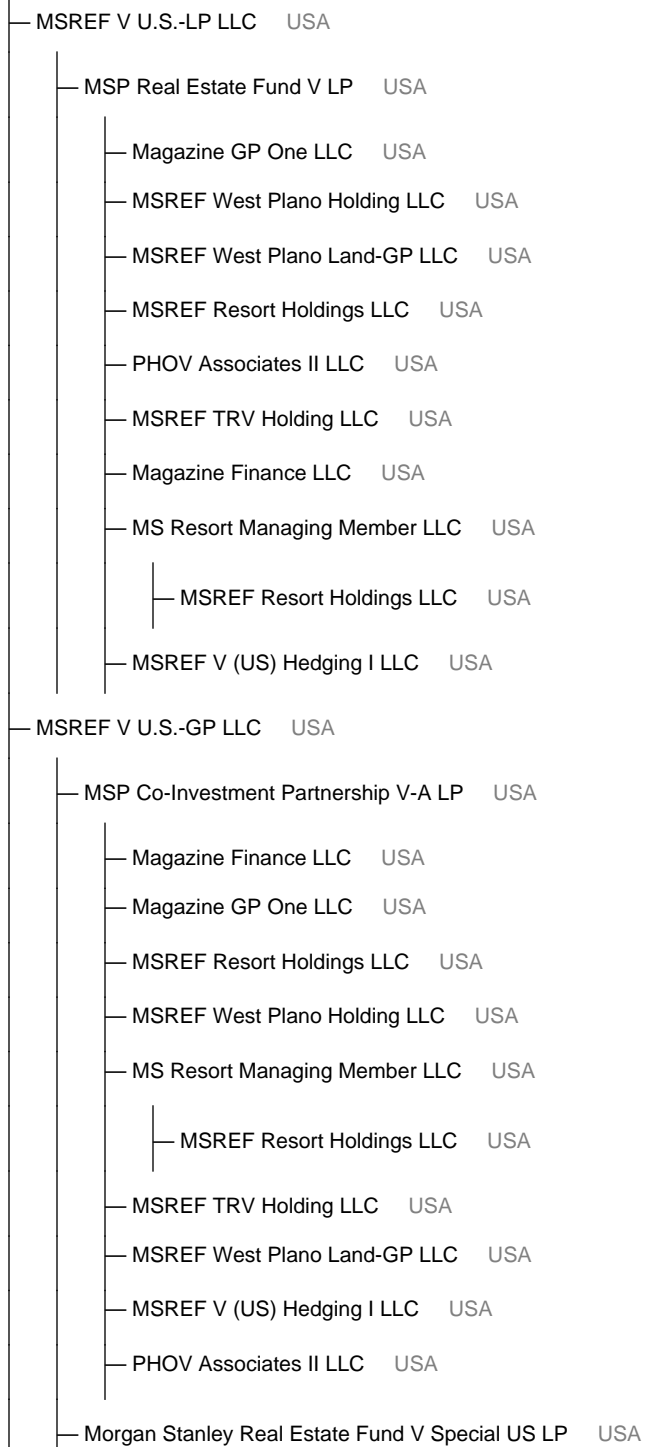 MSREF V U.S.-LP LLC USA
MSP Real Estate Fund V LP USA
Magazine GP One LLC USA
MSREF West Plano Holding LLC USA
MSREF West Plano Land-GP LLC USA
MSREF Resort Holdings LLC USA
PHOV Associates II LLC USA
MSREF TRV Holding LLC USA
Magazine Finance LLC USA
MS Resort Managing Member LLC USA
MSREF Resort Holdings LLC USA
MSREF V (US) Hedging I LLC USA
MSREF V U.S.-GP LLC USA
MSP Co-Investment Partnership V-A LP USA
Magazine Finance LLC USA
Magazine GP One LLC USA
MSREF Resort Holdings LLC USA
MSREF West Plano Holding LLC USA
MS Resort Managing Member LLC USA
MSREF Resort Holdings LLC USA
MSREF TRV Holding LLC USA
MSREF West Plano Land-GP LLC USA
MSREF V (US) Hedging I LLC USA
PHOV Associates II LLC USA
Morgan Stanley Real Estate Fund V Special US LP USA